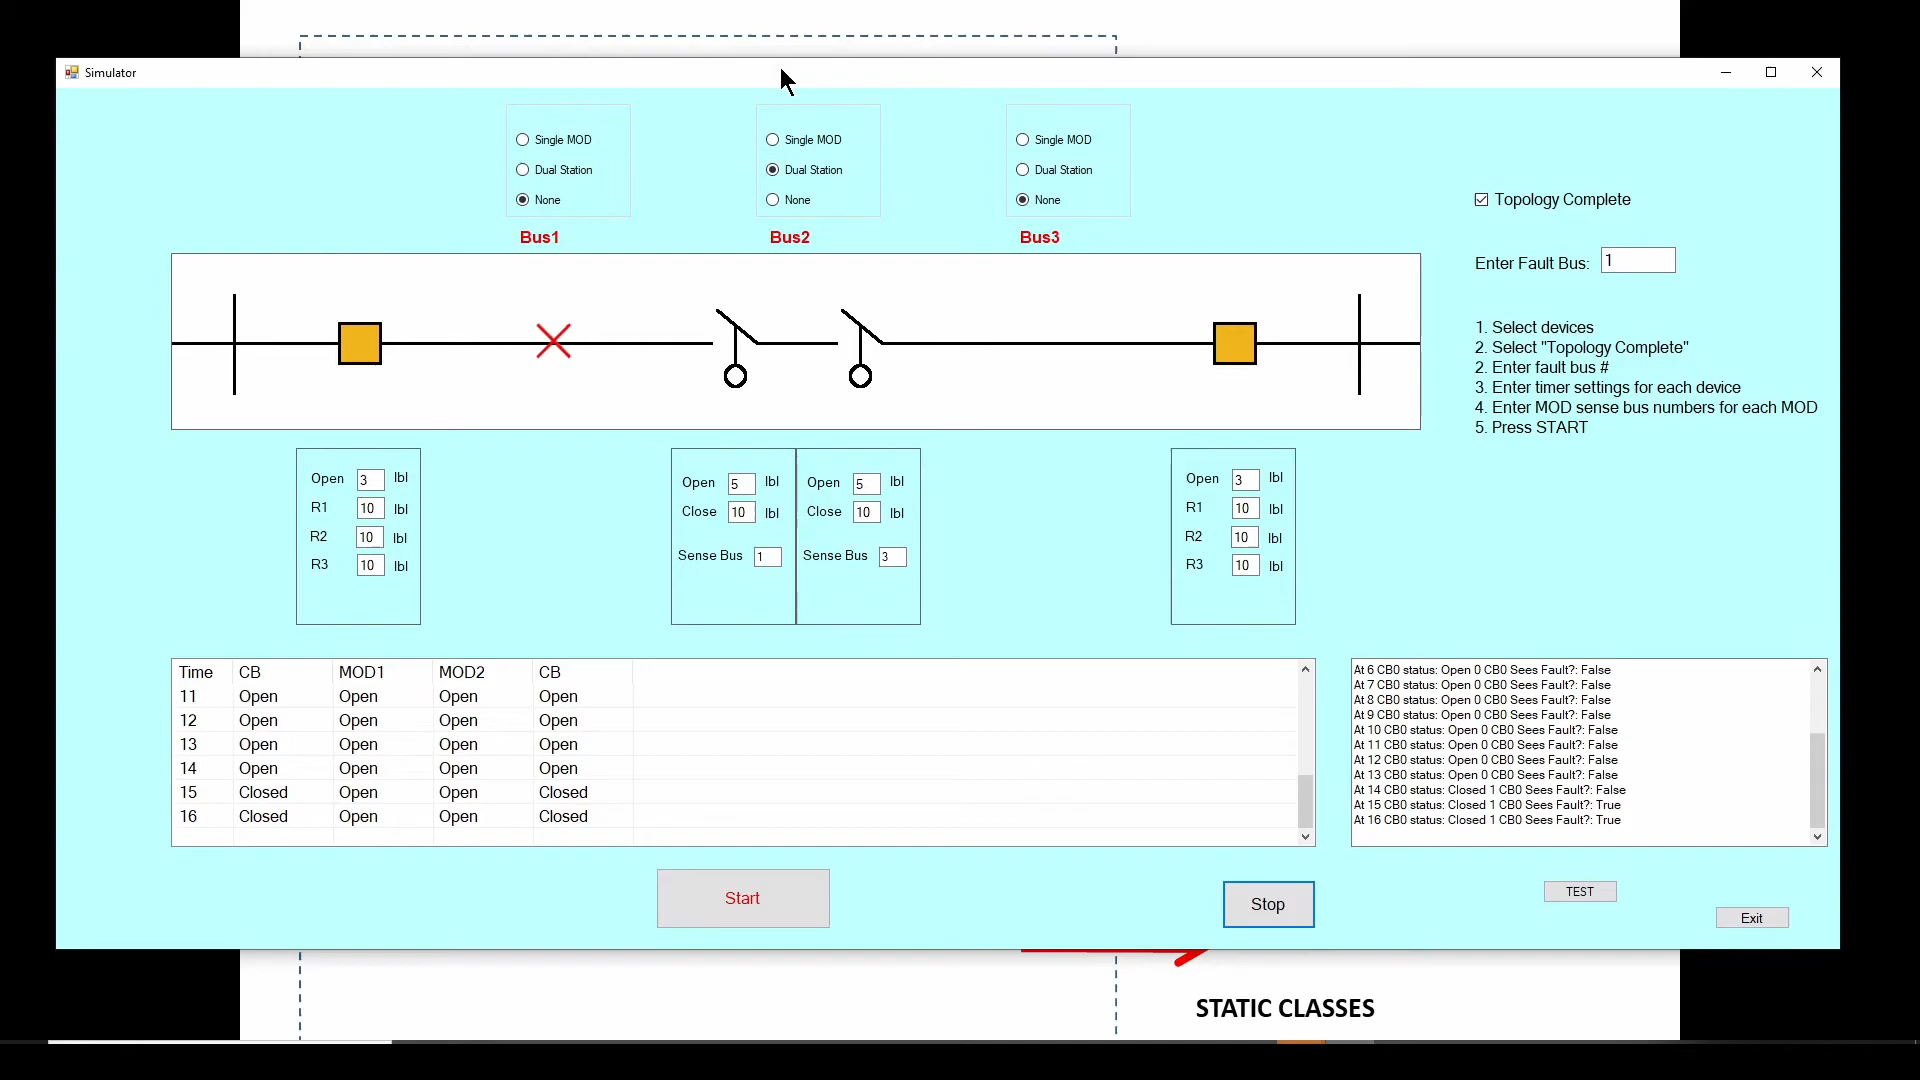 Simulator
Single MOD
Dual Station
None
Single MOD
Dual Station
None
Single MOD
Dual Station
None
Bus1
Bus2
Bus3
Topology Complete
Enter Fault Bus: 1
1. Select devices
2. Select "Topology Complete"
2. Enter fault bus #
3. Enter timer settings for each device
4. Enter MOD sense bus numbers for each MOD
5. Press START
Open 3 lbl
R1 10 lbl
R2 10 lbl
R3 10 lbl
Open 5 lbl
Close 10 lbl
Sense Bus 1
Open 5 lbl
Close 10 lbl
Sense Bus 3
Open 3 lbl
R1 10 lbl
R2 10 lbl
R3 10 lbl
Time CB MOD1 MOD2 CB
11 Open Open Open Open
12 Open Open Open Open
13 Open Open Open Open
14 Open Open Open Open
15 Closed Open Open Closed
16 Closed Open Open Closed
At 6 CB0 status: Open 0 CB0 Sees Fault?: False
At 7 CB0 status: Open 0 CB0 Sees Fault?: False
At 8 CB0 status: Open 0 CB0 Sees Fault?: False
At 9 CB0 status: Open 0 CB0 Sees Fault?: False
At 10 CB0 status: Open 0 CB0 Sees Fault?: False
At 11 CB0 status: Open 0 CB0 Sees Fault?: False
At 12 CB0 status: Open 0 CB0 Sees Fault?: False
At 13 CB0 status: Open 0 CB0 Sees Fault?: False
At 14 CB0 status: Closed 1 CB0 Sees Fault?: False
At 15 CB0 status: Closed 1 CB0 Sees Fault?: True
At 16 CB0 status: Closed 1 CB0 Sees Fault?: True
Start
Stop
TEST
Exit
STATIC CLASSES